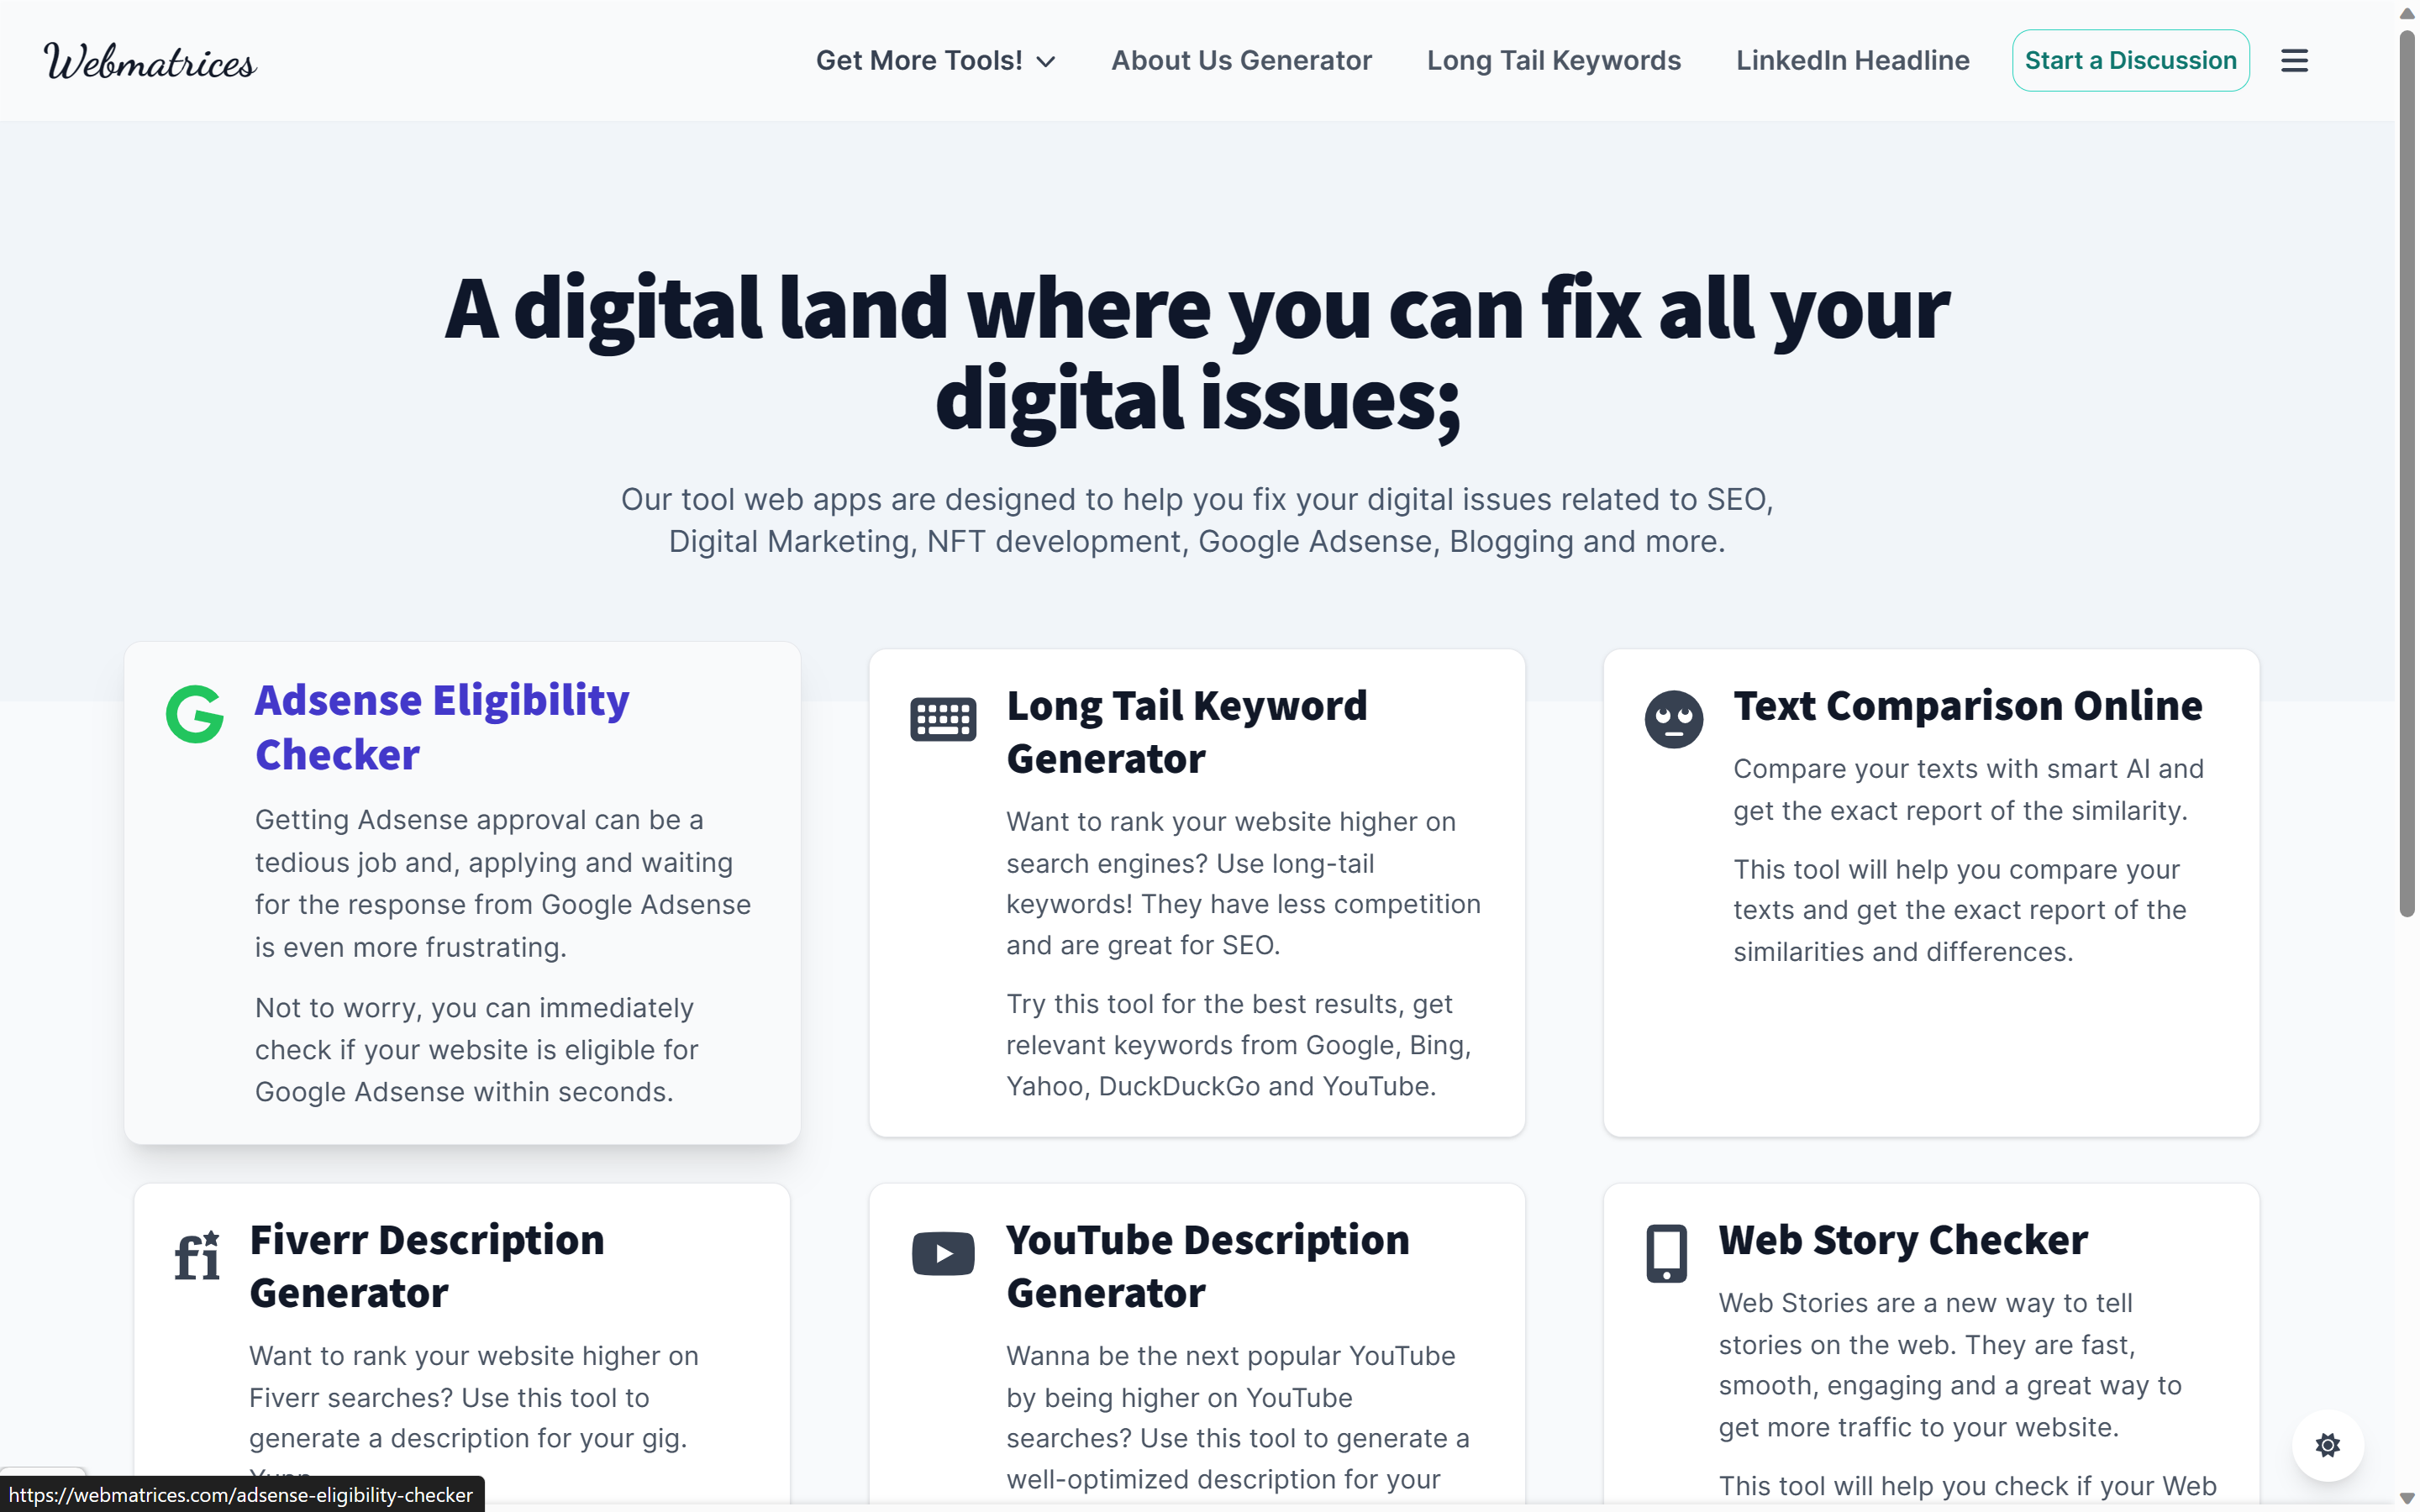 Webmatrices
Get More Tools!
About Us Generator
Long Tail Keywords
LinkedIn Headline
Start a Discussion
A digital land where you can fix all your
digital issues;
Our tool web apps are designed to help you fix your digital issues related to SEO,
Digital Marketing, NFT development, Google Adsense, Blogging and more.
Adsense Eligibility
Checker
Getting Adsense approval can be a
tedious job and, applying and waiting
for the response from Google Adsense
is even more frustrating.
Not to worry, you can immediately
check if your website is eligible for
Google Adsense within seconds.
Long Tail Keyword
Generator
Want to rank your website higher on
search engines? Use long-tail
keywords! They have less competition
and are great for SEO.
Try this tool for the best results, get
relevant keywords from Google, Bing,
Yahoo, DuckDuckGo and YouTube.
Text Comparison Online
Compare your texts with smart AI and
get the exact report of the similarity.
This tool will help you compare your
texts and get the exact report of the
similarities and differences.
fi
Fiverr Description
Generator
Want to rank your website higher on
Fiverr searches? Use this tool to
generate a description for your gig.
YouTube Description
Generator
Wanna be the next popular YouTube
by being higher on YouTube
searches? Use this tool to generate a
well-optimized description for your
Web Story Checker
Web Stories are a new way to tell
stories on the web. They are fast,
smooth, engaging and a great way to
get more traffic to your website.
This tool will help you check if your Web
https://webmatrices.com/adsense-eligibility-checker